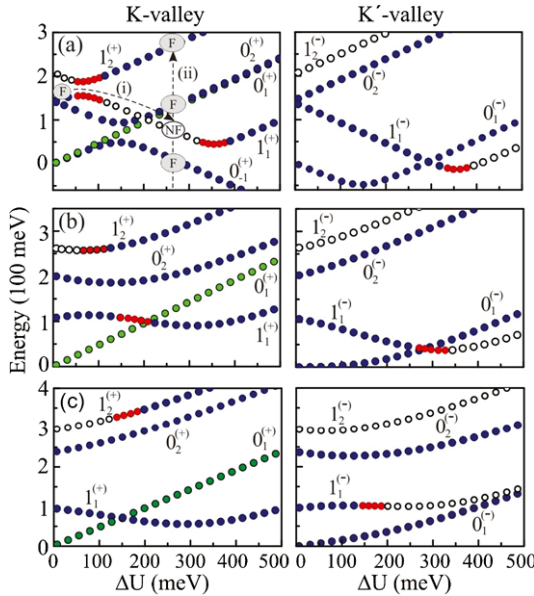 K-valley
K´-valley
Energy (100 meV)
(a)
3
2
1
0
1₂⁽⁺⁾
0₂⁽⁺⁾
0₁⁽⁺⁾
1₁⁽⁺⁾
0₋₁⁽⁺⁾
F
F
F
F
NF
(i)
(ii)
1₂⁽⁻⁾
0₂⁽⁻⁾
1₁⁽⁻⁾
0₁⁽⁻⁾
(b)
3
2
1
0
1₂⁽⁺⁾
0₂⁽⁺⁾
0₁⁽⁺⁾
1₁⁽⁺⁾
1₂⁽⁻⁾
0₂⁽⁻⁾
1₁⁽⁻⁾
0₁⁽⁻⁾
(c)
4
3
2
1
0
1₂⁽⁺⁾
0₂⁽⁺⁾
0₁⁽⁺⁾
1₁⁽⁺⁾
1₂⁽⁻⁾
0₂⁽⁻⁾
1₁⁽⁻⁾
0₁⁽⁻⁾
0 100 200 300 400 500
0 100 200 300 400 500
ΔU (meV)
ΔU (meV)